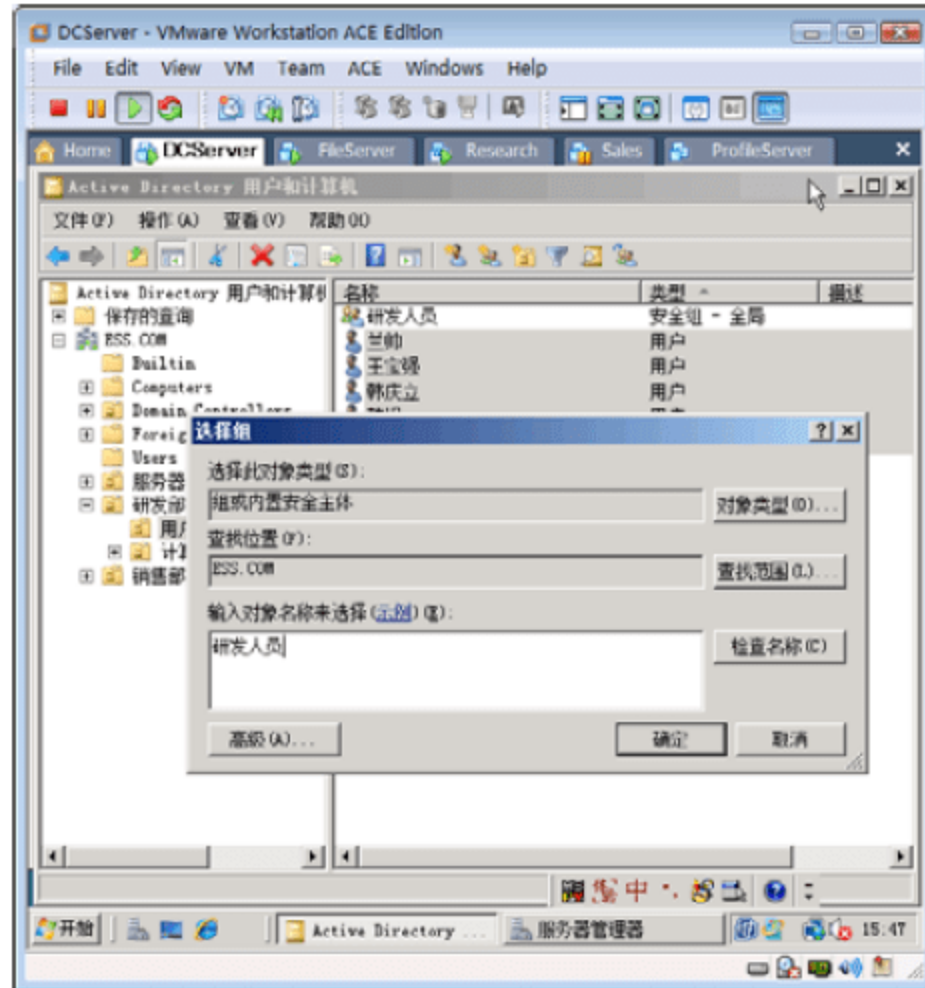 DCServer - VMware Workstation ACE Edition
File Edit View VM Team ACE Windows Help
Home DCServer FileServer Research Sales ProfileServer
Active Directory 用户和计算机
文件(F) 操作(A) 查看(V) 帮助(H)
Active Directory 用户和计算机 名称 类型 描述
保存的查询 研发人员 安全组 - 全局
ESS.COM 兰帅 用户
Builtin 王宝强 用户
Computers 韩庆立 用户
Domain Controllers
Foreig 选择组
Users 选择此对象类型(S):
服务器 组或内置安全主体 对象类型(O)...
研发部
用户 查找位置(F):
计算
ESS.COM 查找范围(L)...
销售部
输入对象名称来选择(示例)(E):
研发人员 检查名称(C)
高级(A)... 确定 取消
中
开始 Active Directory ... 服务器管理器 15:47